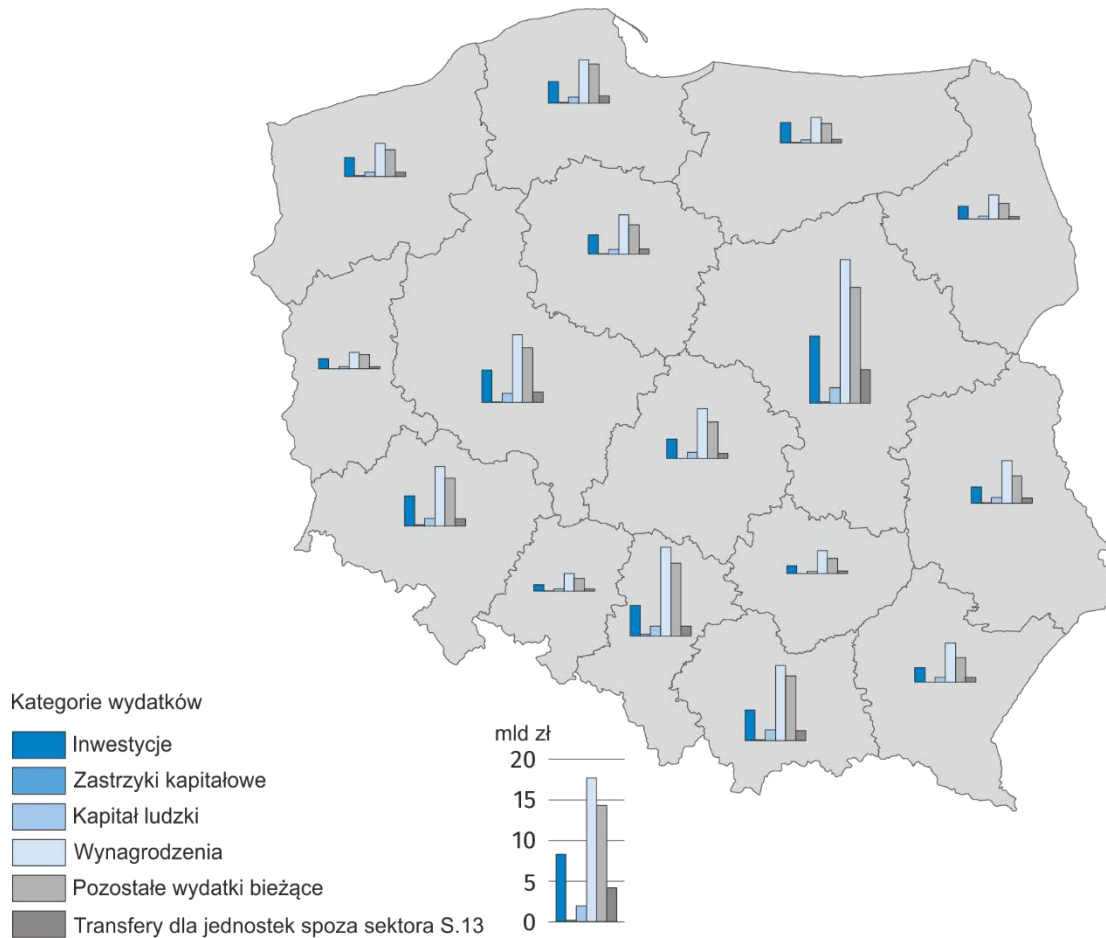 Kategorie wydatków
Inwestycje
Zastrzyki kapitałowe
Kapitał ludzki
Wynagrodzenia
Pozostałe wydatki bieżące
Transfery dla jednostek spoza sektora S.13
mld zł
20
15
10
5
0